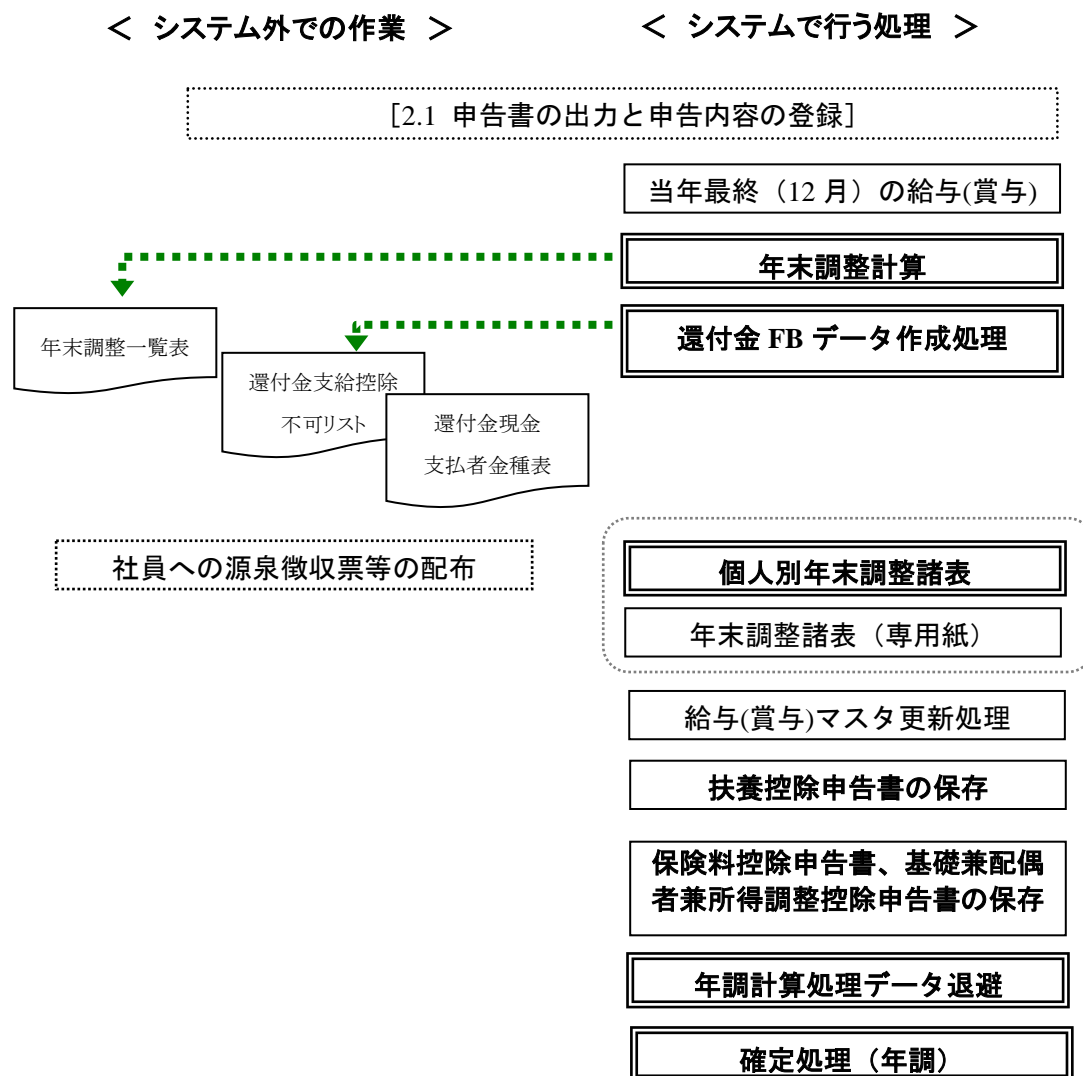 ＜ システム外での作業 ＞
＜ システムで行う処理 ＞
[2.1 申告書の出力と申告内容の登録]
当年最終（12 月）の給与(賞与)
年末調整計算
還付金 FB データ作成処理
年末調整一覧表
還付金支給控除
不可リスト
還付金現金
支払者金種表
社員への源泉徴収票等の配布
個人別年末調整諸表
年末調整諸表（専用紙）
給与(賞与)マスタ更新処理
扶養控除申告書の保存
保険料控除申告書、基礎兼配偶
者兼所得調整控除申告書の保存
年調計算処理データ退避
確定処理（年調）